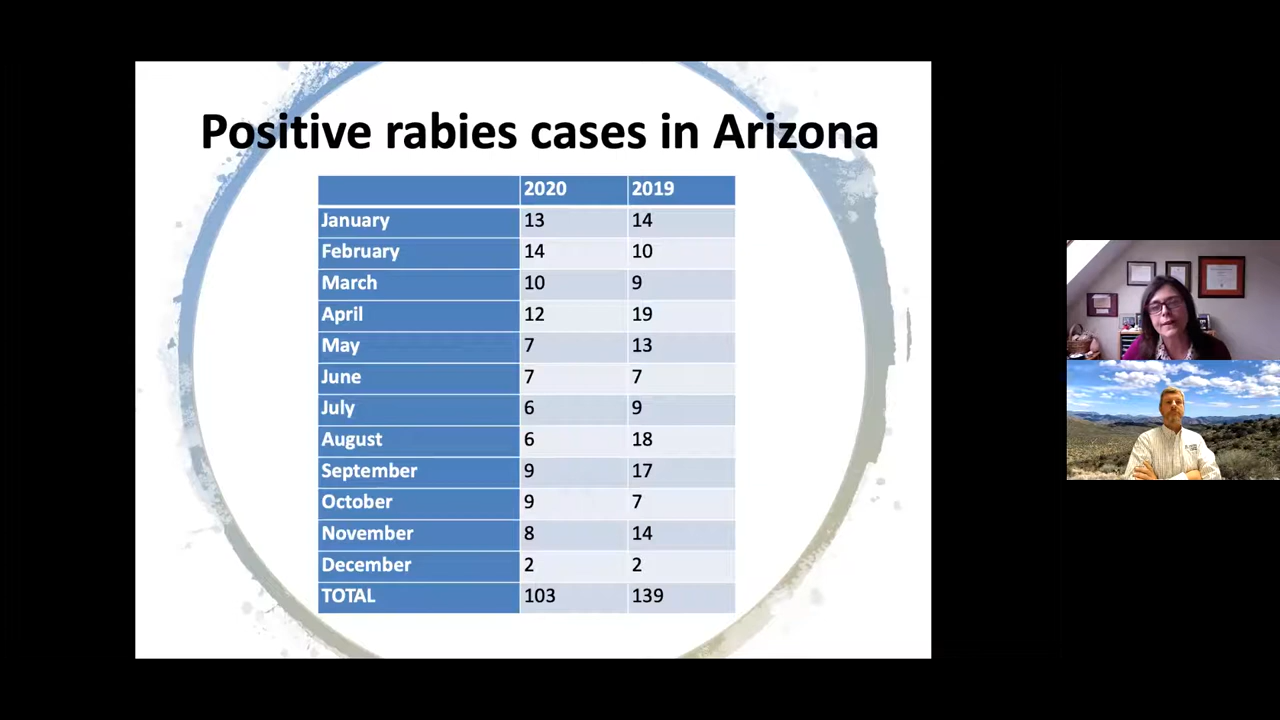 Positive rabies cases in Arizona
2020 2019
January 13 14
February 14 10
March 10 9
April 12 19
May 7 13
June 7 7
July 6 9
August 6 18
September 9 17
October 9 7
November 8 14
December 2 2
TOTAL 103 139